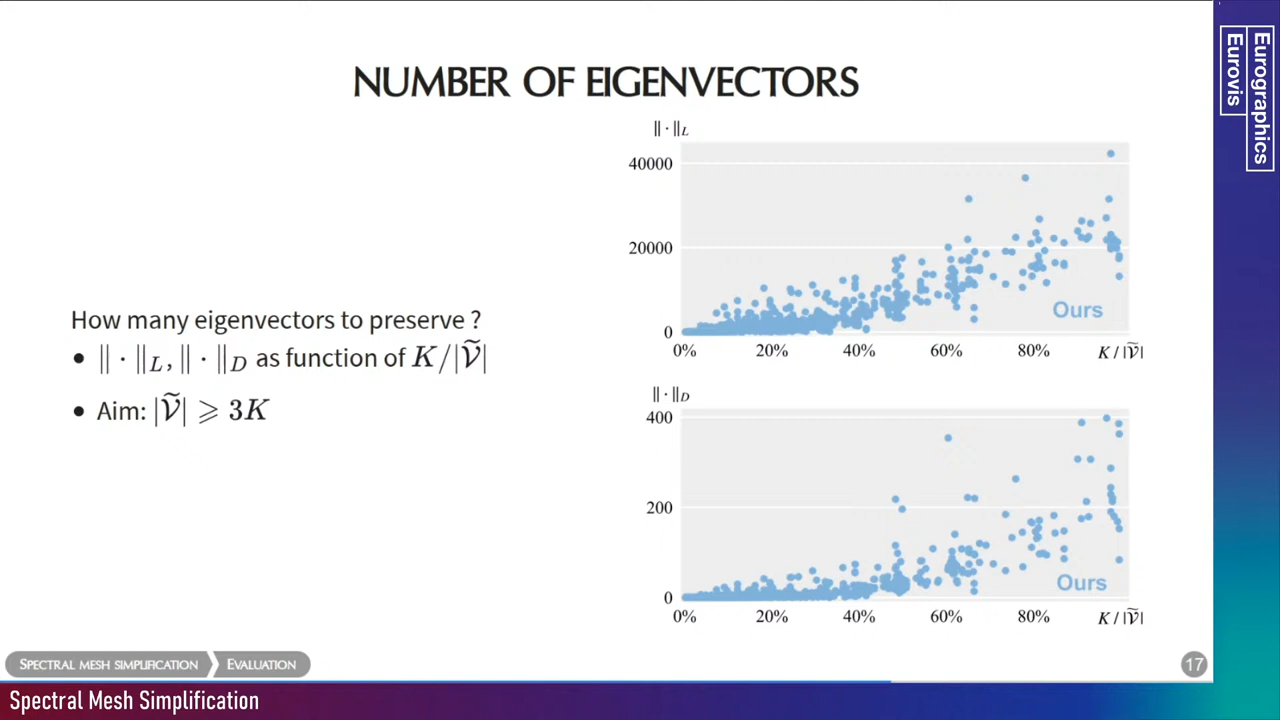 NUMBER OF EIGENVECTORS
How many eigenvectors to preserve ?
• ‖ · ‖_L, ‖ · ‖_D as function of K/|Ṽ|
• Aim: |Ṽ| ⩾ 3K
‖ · ‖_L
40000
20000
0
0% 20% 40% 60% 80% K / |Ṽ|
Ours
‖ · ‖_D
400
200
0
0% 20% 40% 60% 80% K / |Ṽ|
Ours
SPECTRAL MESH SIMPLIFICATION
EVALUATION
17
Spectral Mesh Simplification
Eurographics
Eurovis